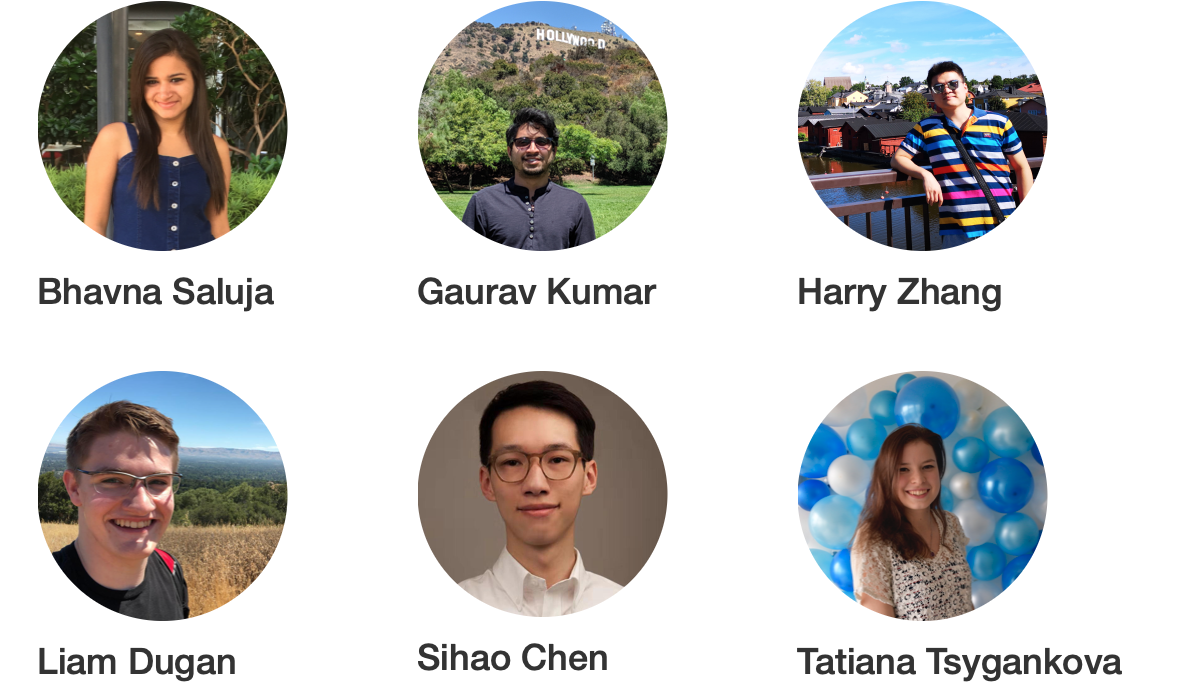 HOLLYWOOD
Bhavna Saluja
Gaurav Kumar
Harry Zhang
Liam Dugan
Sihao Chen
Tatiana Tsygankova